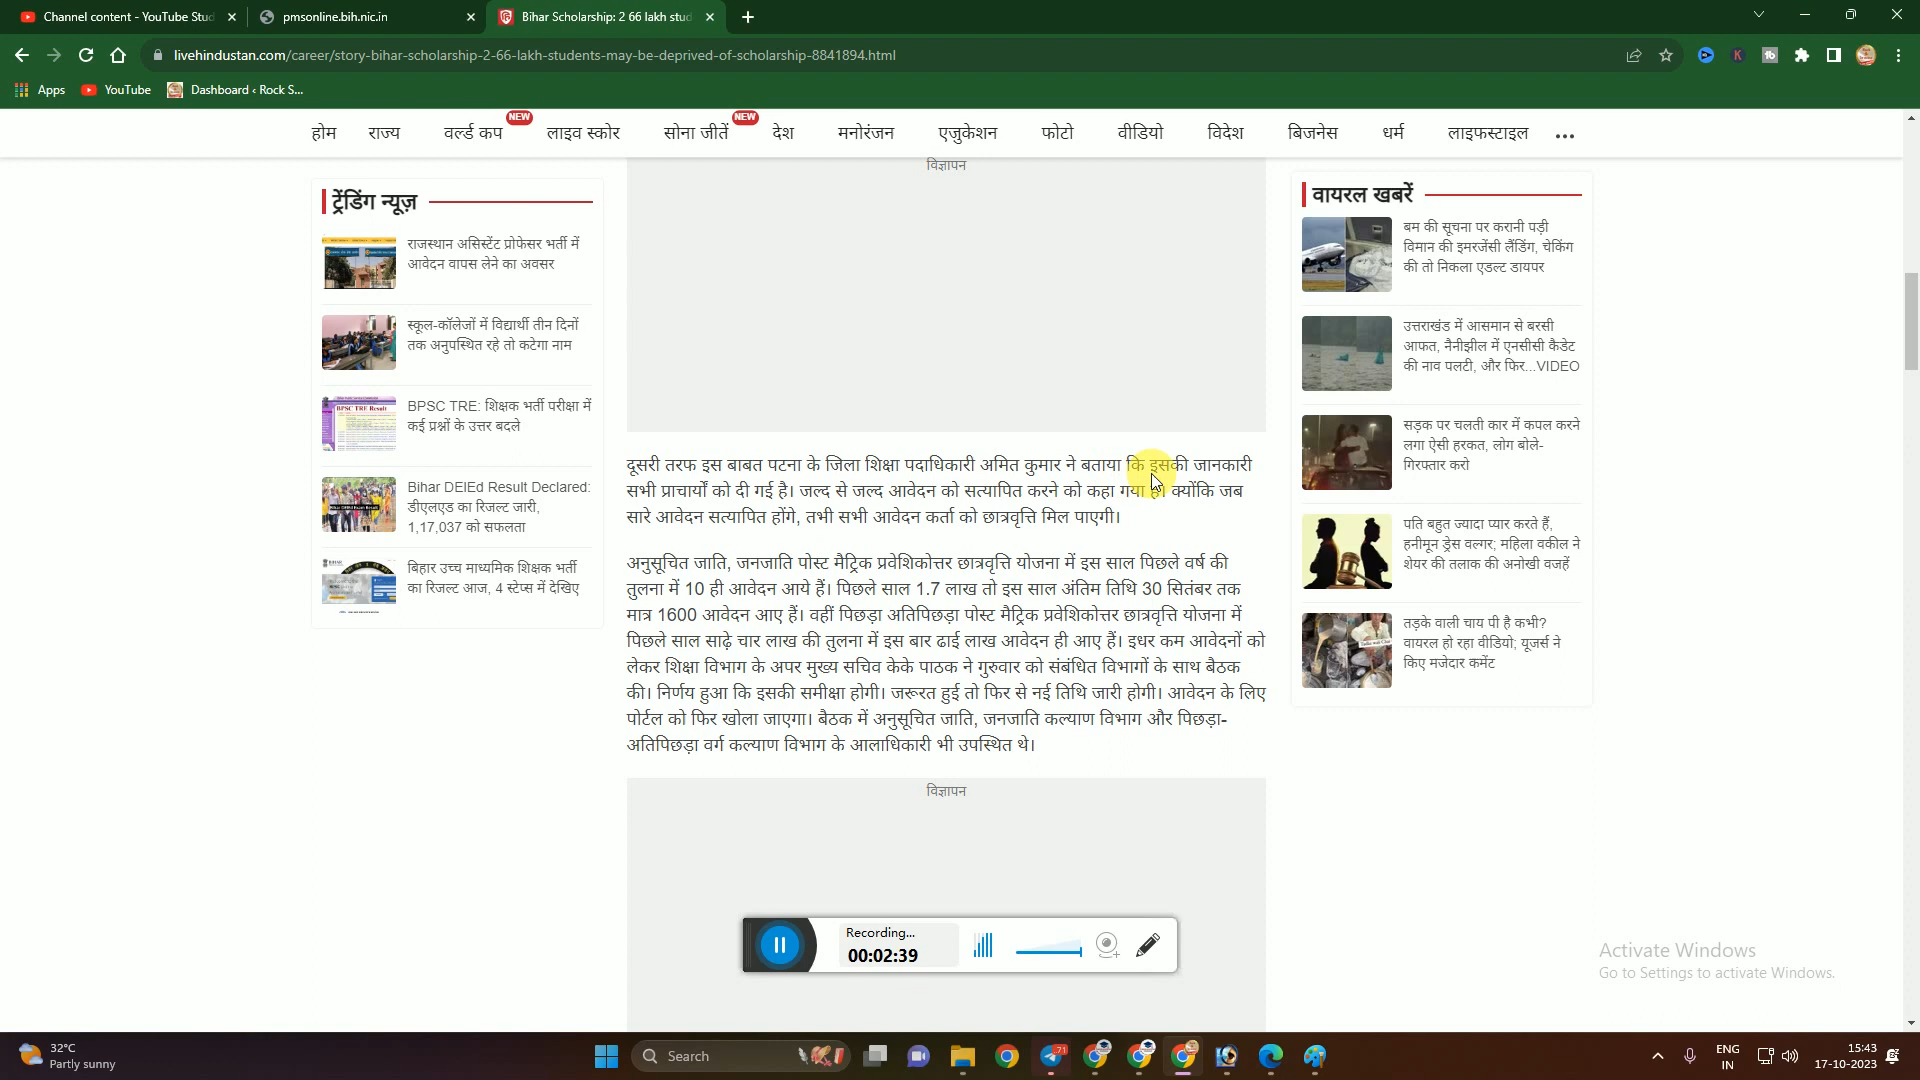 Channel content - YouTube Stud
pmsonline.bih.nic.in
Bihar Scholarship: 2 66 lakh stud
livehindustan.com/career/story-bihar-scholarship-2-66-lakh-students-may-be-deprived-of-scholarship-8841894.html
Apps
YouTube
Dashboard ‹ Rock S...
होम
राज्य
वर्ल्ड कप
NEW
लाइव स्कोर
सोना जीतें
NEW
देश
मनोरंजन
एजुकेशन
फोटो
वीडियो
विदेश
बिजनेस
धर्म
लाइफस्टाइल
ट्रेंडिंग न्यूज़
राजस्थान असिस्टेंट प्रोफेसर भर्ती में
आवेदन वापस लेने का अवसर
स्कूल-कॉलेजों में विद्यार्थी तीन दिनों
तक अनुपस्थित रहे तो कटेगा नाम
BPSC TRE Result
BPSC TRE: शिक्षक भर्ती परीक्षा में
कई प्रश्नों के उत्तर बदले
Bihar DElEd Result Declared:
डीएलएड का रिजल्ट जारी,
1,17,037 को सफलता
बिहार उच्च माध्यमिक शिक्षक भर्ती
का रिजल्ट आज, 4 स्टेप्स में देखिए
विज्ञापन
दूसरी तरफ इस बाबत पटना के जिला शिक्षा पदाधिकारी अमित कुमार ने बताया कि इसकी जानकारी
सभी प्राचार्यों को दी गई है। जल्द से जल्द आवेदन को सत्यापित करने को कहा गया है। क्योंकि जब
सारे आवेदन सत्यापित होंगे, तभी सभी आवेदन कर्ता को छात्रवृत्ति मिल पाएगी।
अनुसूचित जाति, जनजाति पोस्ट मैट्रिक प्रवेशिकोत्तर छात्रवृत्ति योजना में इस साल पिछले वर्ष की
तुलना में 10 ही आवेदन आये हैं। पिछले साल 1.7 लाख तो इस साल अंतिम तिथि 30 सितंबर तक
मात्र 1600 आवेदन आए हैं। वहीं पिछड़ा अतिपिछड़ा पोस्ट मैट्रिक प्रवेशिकोत्तर छात्रवृत्ति योजना में
पिछले साल साढ़े चार लाख की तुलना में इस बार ढाई लाख आवेदन ही आए हैं। इधर कम आवेदनों को
लेकर शिक्षा विभाग के अपर मुख्य सचिव केके पाठक ने गुरुवार को संबंधित विभागों के साथ बैठक
की। निर्णय हुआ कि इसकी समीक्षा होगी। जरूरत हुई तो फिर से नई तिथि जारी होगी। आवेदन के लिए
पोर्टल को फिर खोला जाएगा। बैठक में अनुसूचित जाति, जनजाति कल्याण विभाग और पिछड़ा-
अतिपिछड़ा वर्ग कल्याण विभाग के आलाधिकारी भी उपस्थित थे।
विज्ञापन
वायरल खबरें
बम की सूचना पर करानी पड़ी
विमान की इमरजेंसी लैंडिंग, चेकिंग
की तो निकला एडल्ट डायपर
उत्तराखंड में आसमान से बरसी
आफत, नैनीझील में एनसीसी कैडेट
की नाव पलटी, और फिर...VIDEO
सड़क पर चलती कार में कपल करने
लगा ऐसी हरकत, लोग बोले-
गिरफ्तार करो
पति बहुत ज्यादा प्यार करते हैं,
हनीमून ड्रेस वल्गर; महिला वकील ने
शेयर की तलाक की अनोखी वजहें
तड़के वाली चाय पी है कभी?
वायरल हो रहा वीडियो; यूजर्स ने
किए मजेदार कमेंट
Recording...
00:02:39
Activate Windows
Go to Settings to activate Windows.
32°C
Partly sunny
Search
71
ENG
IN
15:43
17-10-2023